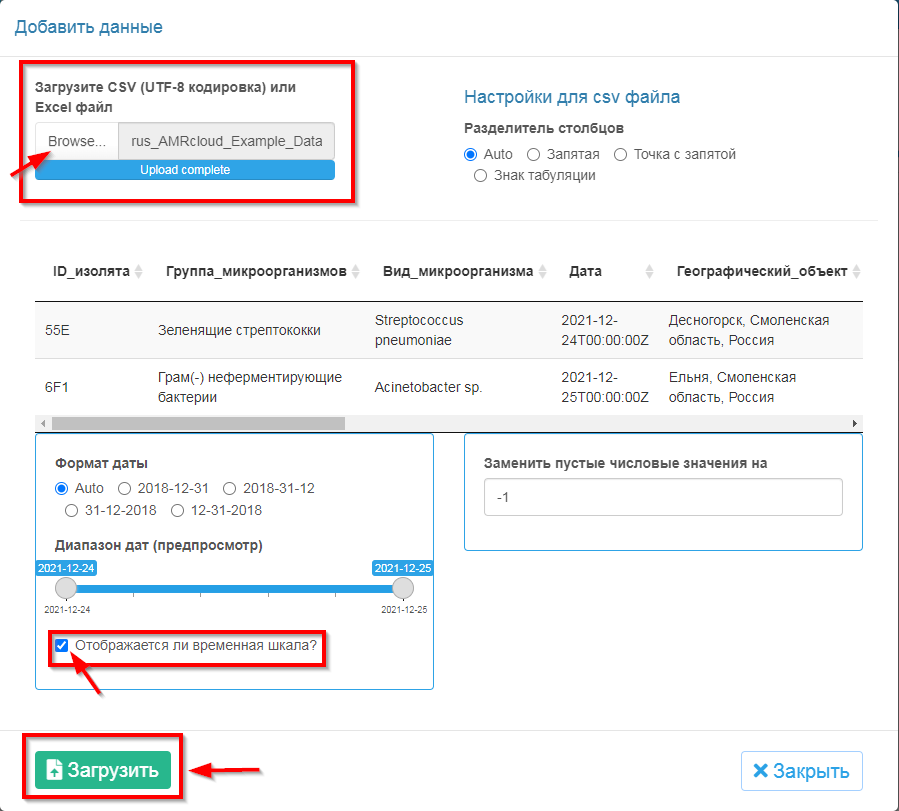 Добавить данные
Загрузите CSV (UTF-8 кодировка) или
Excel файл
Browse... rus_AMRcloud_Example_Data
Upload complete
Настройки для csv файла
Разделитель столбцов
Auto Запятая Точка с запятой
Знак табуляции
ID_изолята Группа_микроорганизмов Вид_микроорганизма Дата Географический_объект
55E Зеленящие стрептококки Streptococcus pneumoniae 2021-12-24T00:00:00Z Десногорск, Смоленская область, Россия
6F1 Грам(-) неферментирующие бактерии Acinetobacter sp. 2021-12-25T00:00:00Z Ельня, Смоленская область, Россия
Формат даты
Auto 2018-12-31 2018-31-12
31-12-2018 12-31-2018
Диапазон дат (предпросмотр)
2021-12-24 2021-12-25
2021-12-24 2021-12-25
Отображается ли временная шкала?
Заменить пустые числовые значения на
-1
Загрузить
Закрыть